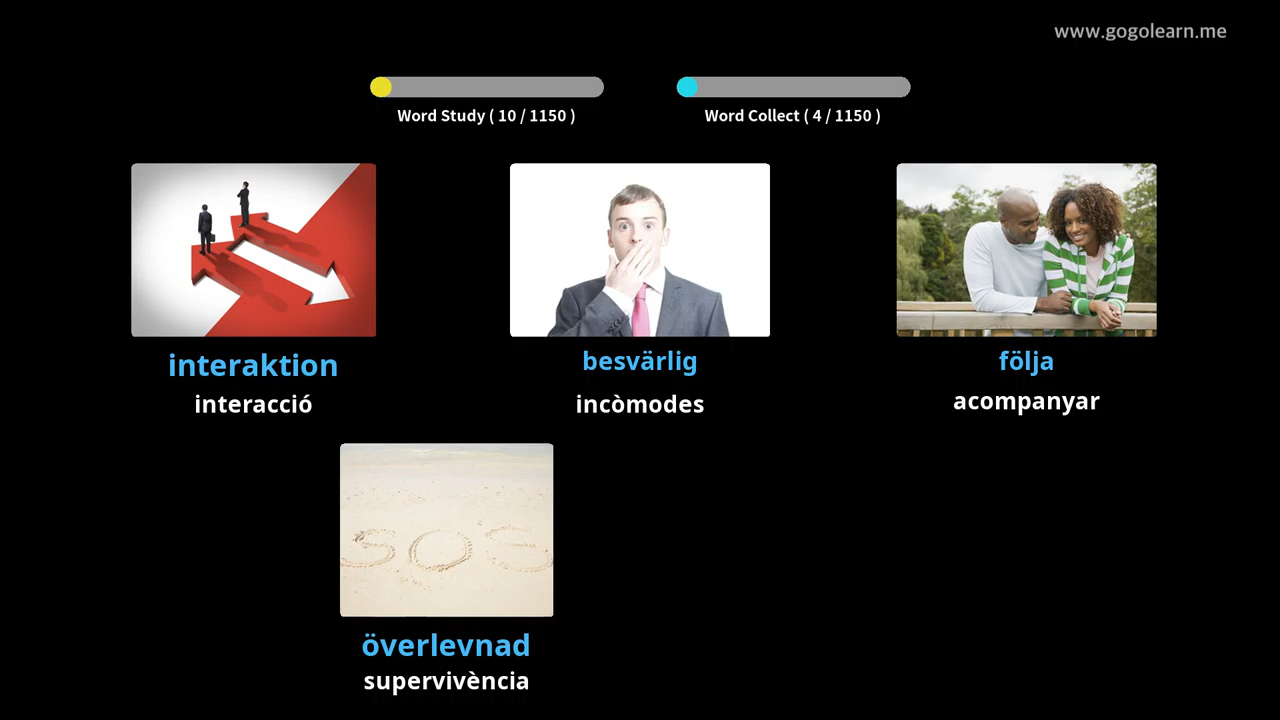 www.gogolearn.me
Word Study ( 10 / 1150 )
Word Collect ( 4 / 1150 )
interaktion
interacció
besvärlig
incòmodes
följa
acompanyar
SOS
överlevnad
supervivència